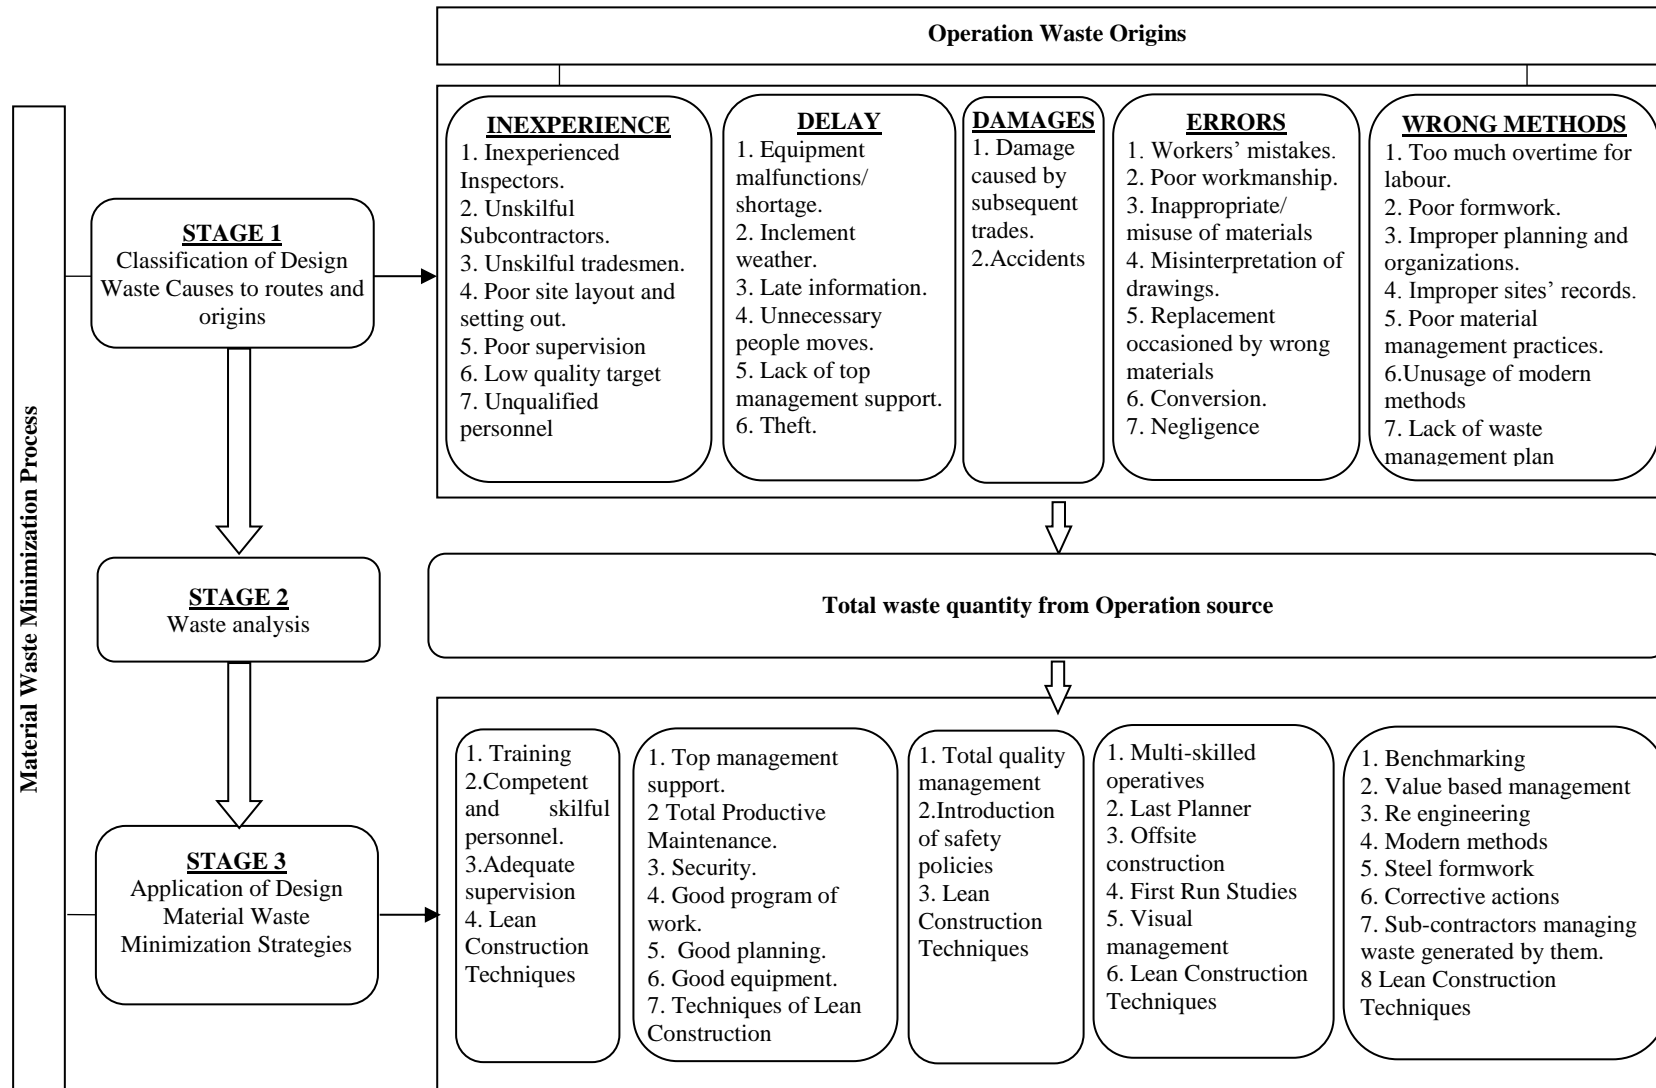 Operation Waste Origins
Material Waste Minimization Process
STAGE 1
Classification of Design
Waste Causes to routes and
origins
INEXPERIENCE
1. Inexperienced
Inspectors.
2. Unskilful
Subcontractors.
3. Unskilful tradesmen.
4. Poor site layout and
setting out.
5. Poor supervision
6. Low quality target
7. Unqualified
personnel
DELAY
1. Equipment
malfunctions/
shortage.
2. Inclement
weather.
3. Late information.
4. Unnecessary
people moves.
5. Lack of top
management support.
6. Theft.
DAMAGES
1. Damage
caused by
subsequent
trades.
2.Accidents
ERRORS
1. Workers’ mistakes.
2. Poor workmanship.
3. Inappropriate/
misuse of materials
4. Misinterpretation of
drawings.
5. Replacement
occasioned by wrong
materials
6. Conversion.
7. Negligence
WRONG METHODS
1. Too much overtime for
labour.
2. Poor formwork.
3. Improper planning and
organizations.
4. Improper sites’ records.
5. Poor material
management practices.
6.Unusage of modern
methods
7. Lack of waste
management plan
STAGE 2
Waste analysis
Total waste quantity from Operation source
STAGE 3
Application of Design
Material Waste
Minimization Strategies
1. Training
2.Competent
and skilful
personnel.
3.Adequate
supervision
4. Lean
Construction
Techniques
1. Top management
support.
2 Total Productive
Maintenance.
3. Security.
4. Good program of
work.
5. Good planning.
6. Good equipment.
7. Techniques of Lean
Construction
1. Total quality
management
2.Introduction
of safety
policies
3. Lean
Construction
Techniques
1. Multi-skilled
operatives
2. Last Planner
3. Offsite
construction
4. First Run Studies
5. Visual
management
6. Lean Construction
Techniques
1. Benchmarking
2. Value based management
3. Re engineering
4. Modern methods
5. Steel formwork
6. Corrective actions
7. Sub-contractors managing
waste generated by them.
8 Lean Construction
Techniques